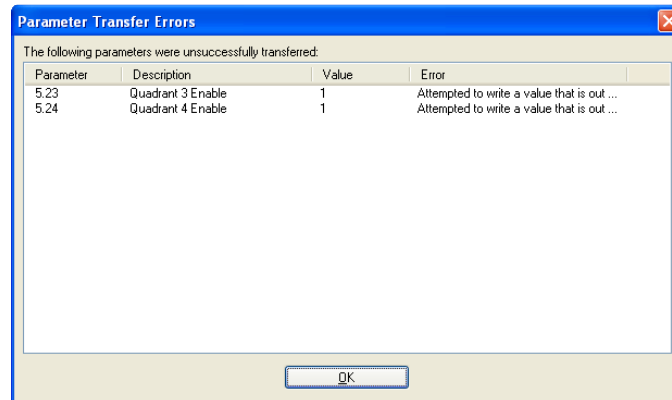 Parameter Transfer Errors
The following parameters were unsuccessfully transferred:
Parameter Description Value Error
5.23 Quadrant 3 Enable 1 Attempted to write a value that is out ...
5.24 Quadrant 4 Enable 1 Attempted to write a value that is out ...
OK